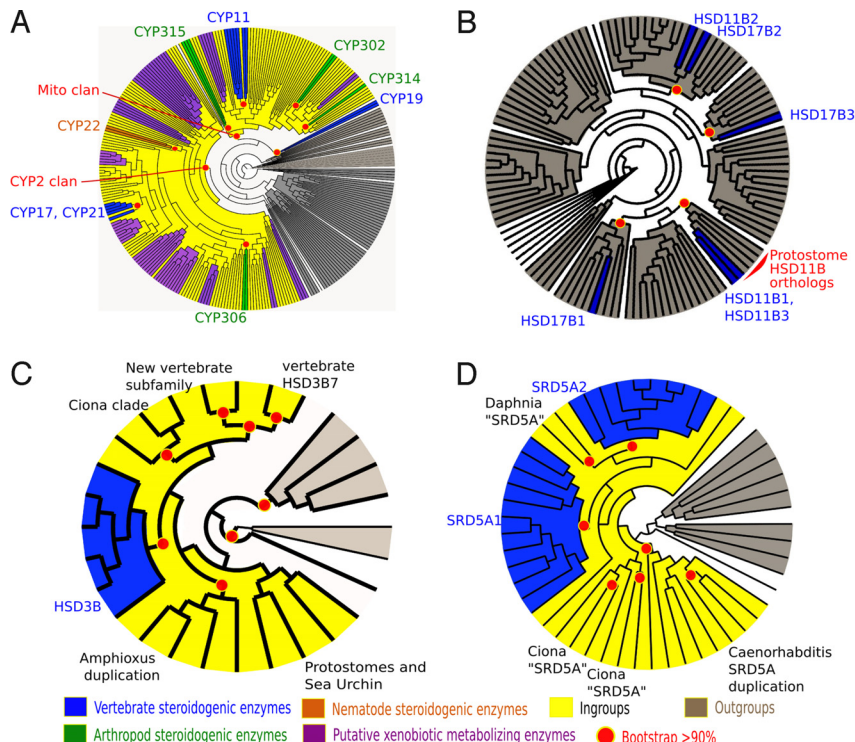 A
CYP11
CYP315
CYP302
Mito clan
CYP314
CYP19
CYP22
CYP2 clan
CYP17, CYP21
CYP306
B
HSD11B2
HSD17B2
HSD17B3
Protostome
HSD11B
orthologs
HSD11B1,
HSD11B3
HSD17B1
C
New vertebrate
subfamily
vertebrate
HSD3B7
Ciona clade
HSD3B
Amphioxus
duplication
Protostomes and
Sea Urchin
D
SRD5A2
Daphnia
"SRD5A"
SRD5A1
Ciona
"SRD5A"
Ciona
"SRD5A"
Caenorhabditis
SRD5A
duplication
Vertebrate steroidogenic enzymes
Nematode steroidogenic enzymes
Ingroups
Outgroups
Arthropod steroidogenic enzymes
Putative xenobiotic metabolizing enzymes
Bootstrap >90%